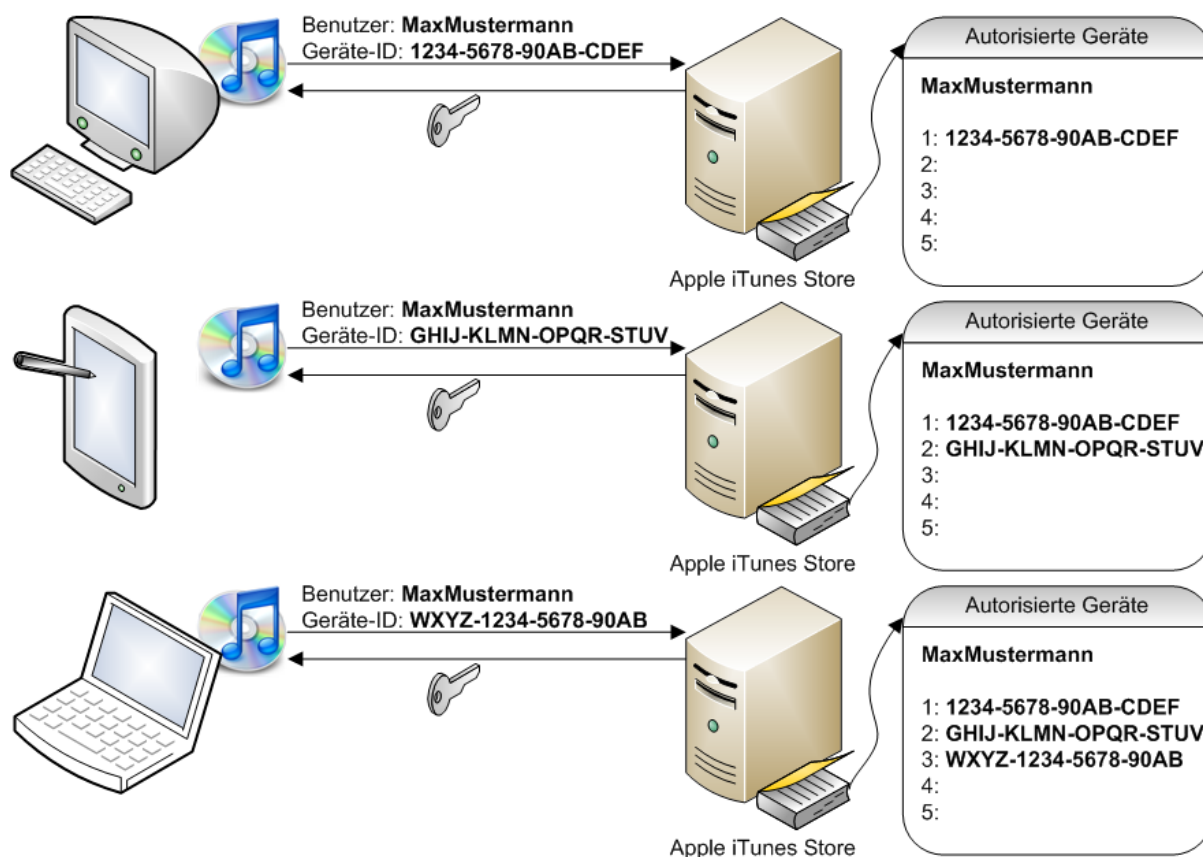 Benutzer: MaxMustermann
Geräte-ID: 1234-5678-90AB-CDEF
Apple iTunes Store
Autorisierte Geräte
MaxMustermann
1: 1234-5678-90AB-CDEF
2:
3:
4:
5:
Benutzer: MaxMustermann
Geräte-ID: GHIJ-KLMN-OPQR-STUV
Apple iTunes Store
Autorisierte Geräte
MaxMustermann
1: 1234-5678-90AB-CDEF
2: GHIJ-KLMN-OPQR-STUV
3:
4:
5:
Benutzer: MaxMustermann
Geräte-ID: WXYZ-1234-5678-90AB
Apple iTunes Store
Autorisierte Geräte
MaxMustermann
1: 1234-5678-90AB-CDEF
2: GHIJ-KLMN-OPQR-STUV
3: WXYZ-1234-5678-90AB
4:
5: